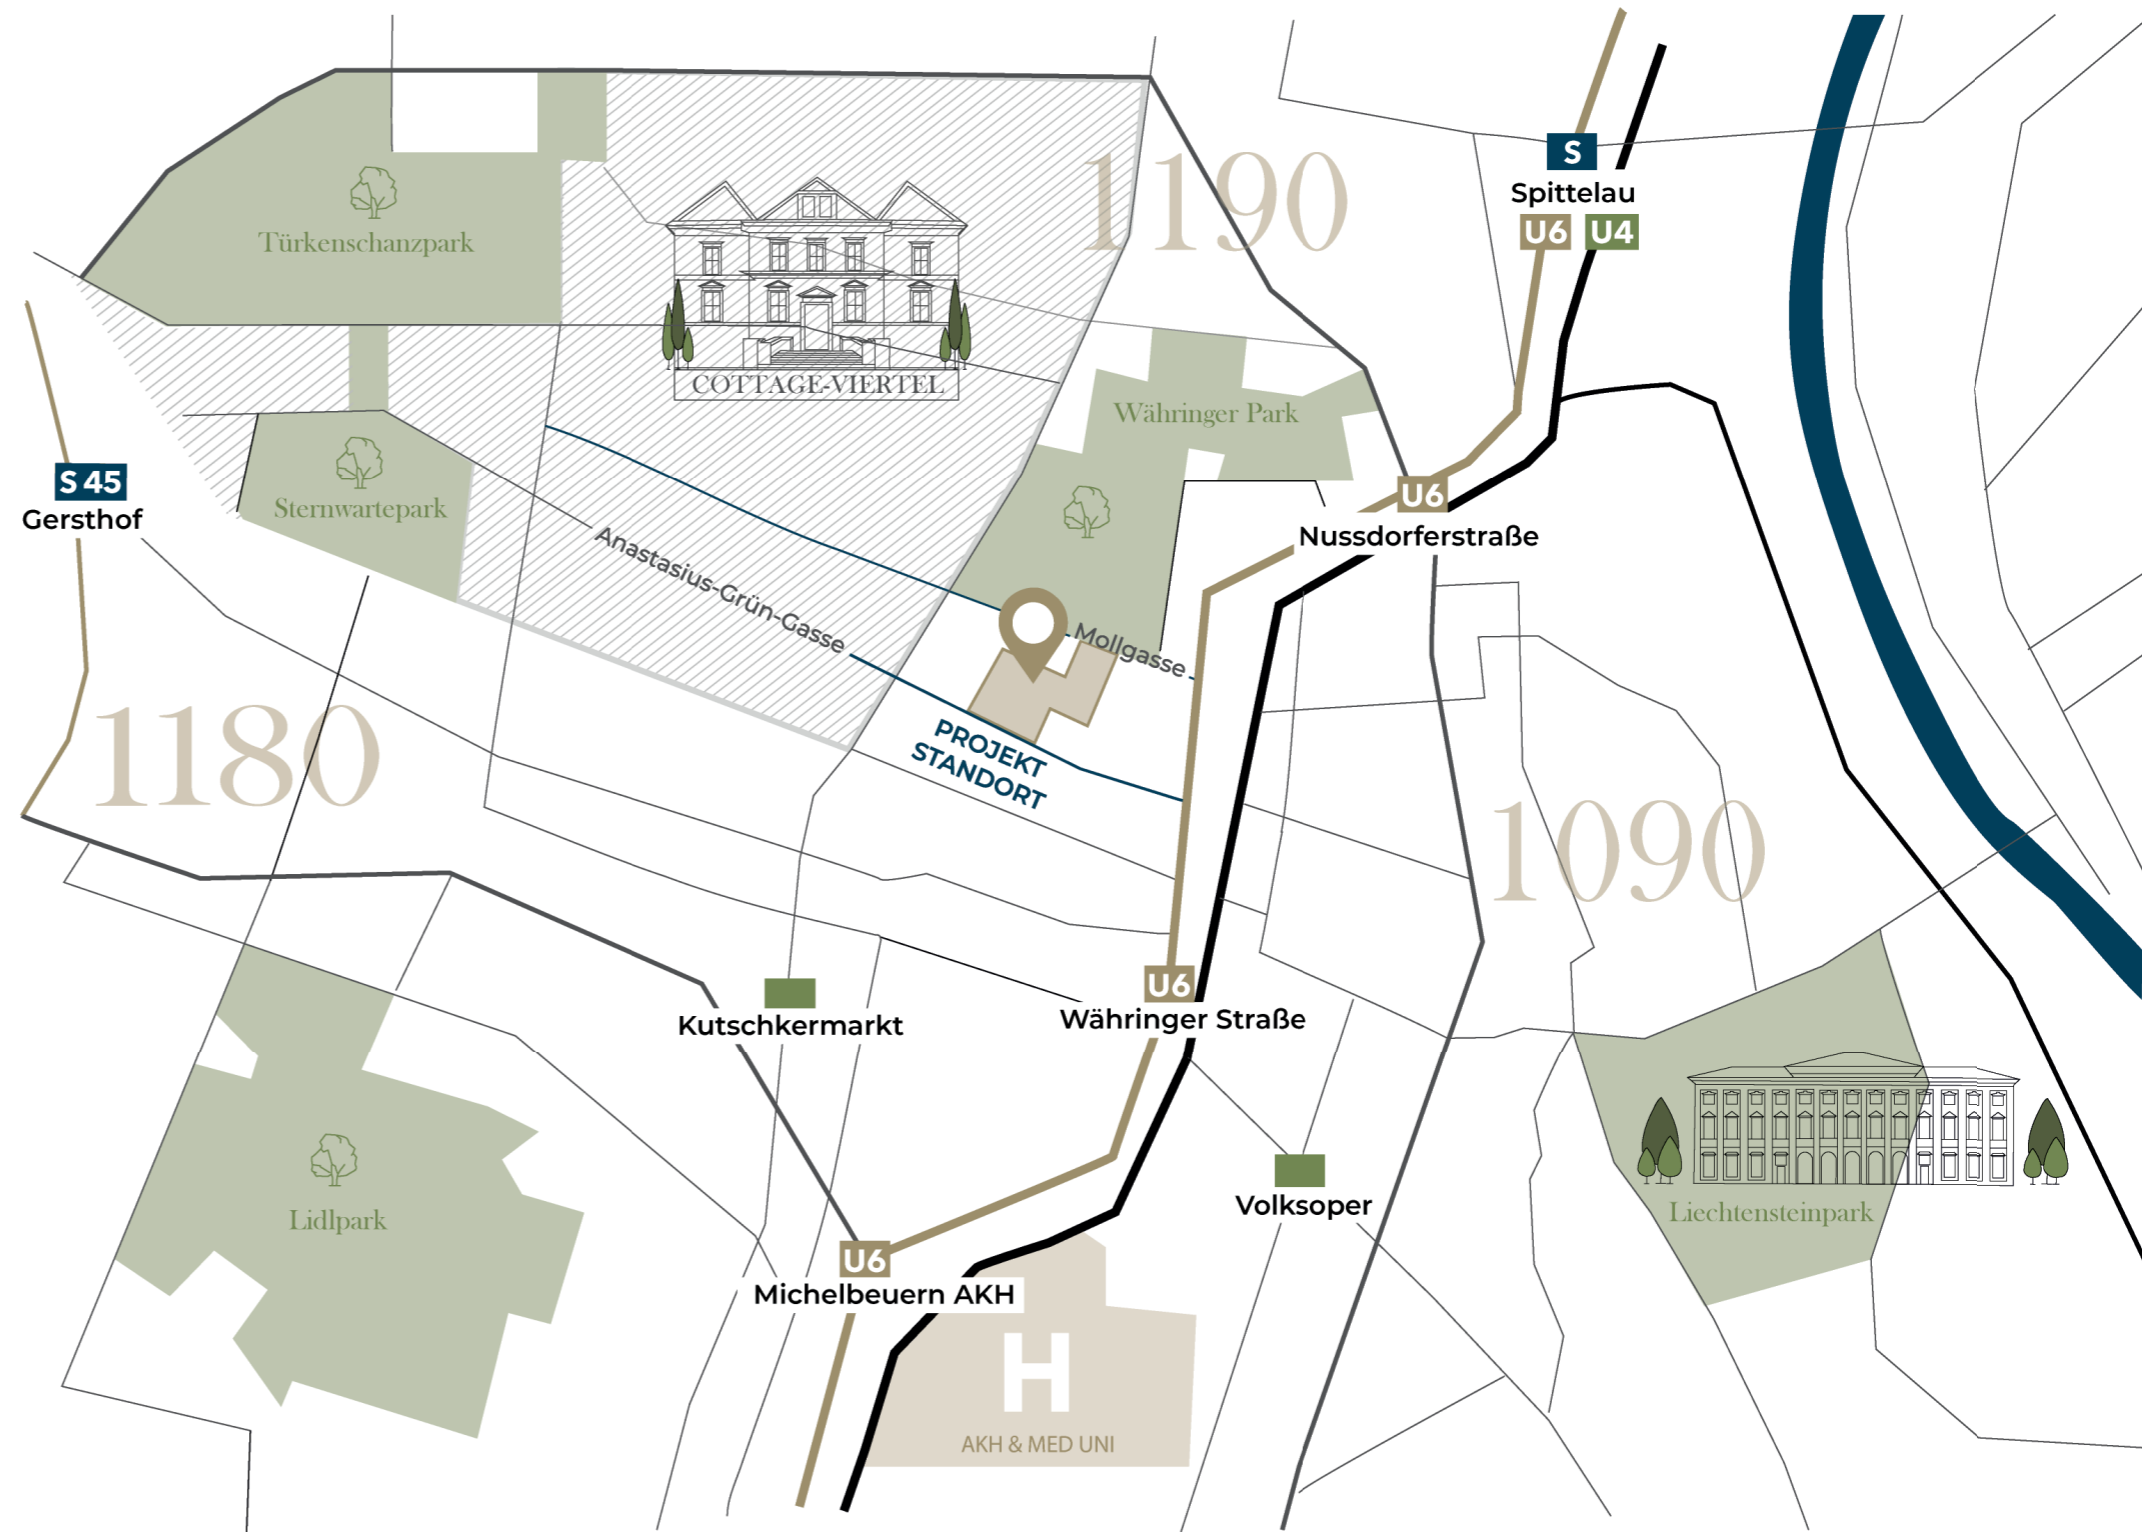 1190
S
Spittelau
U6 U4
Türkenschanzpark
COTTAGE-VIERTEL
Währinger Park
S 45
Gersthof
Sternwartepark
U6
Nussdorferstraße
Anastasius-Grün-Gasse
Mollgasse
PROJEKT
STANDORT
1180
1090
U6
Währinger Straße
Kutschkermarkt
Volksoper
Lidlpark
Liechtensteinpark
U6
Michelbeuern AKH
H
AKH & MED UNI